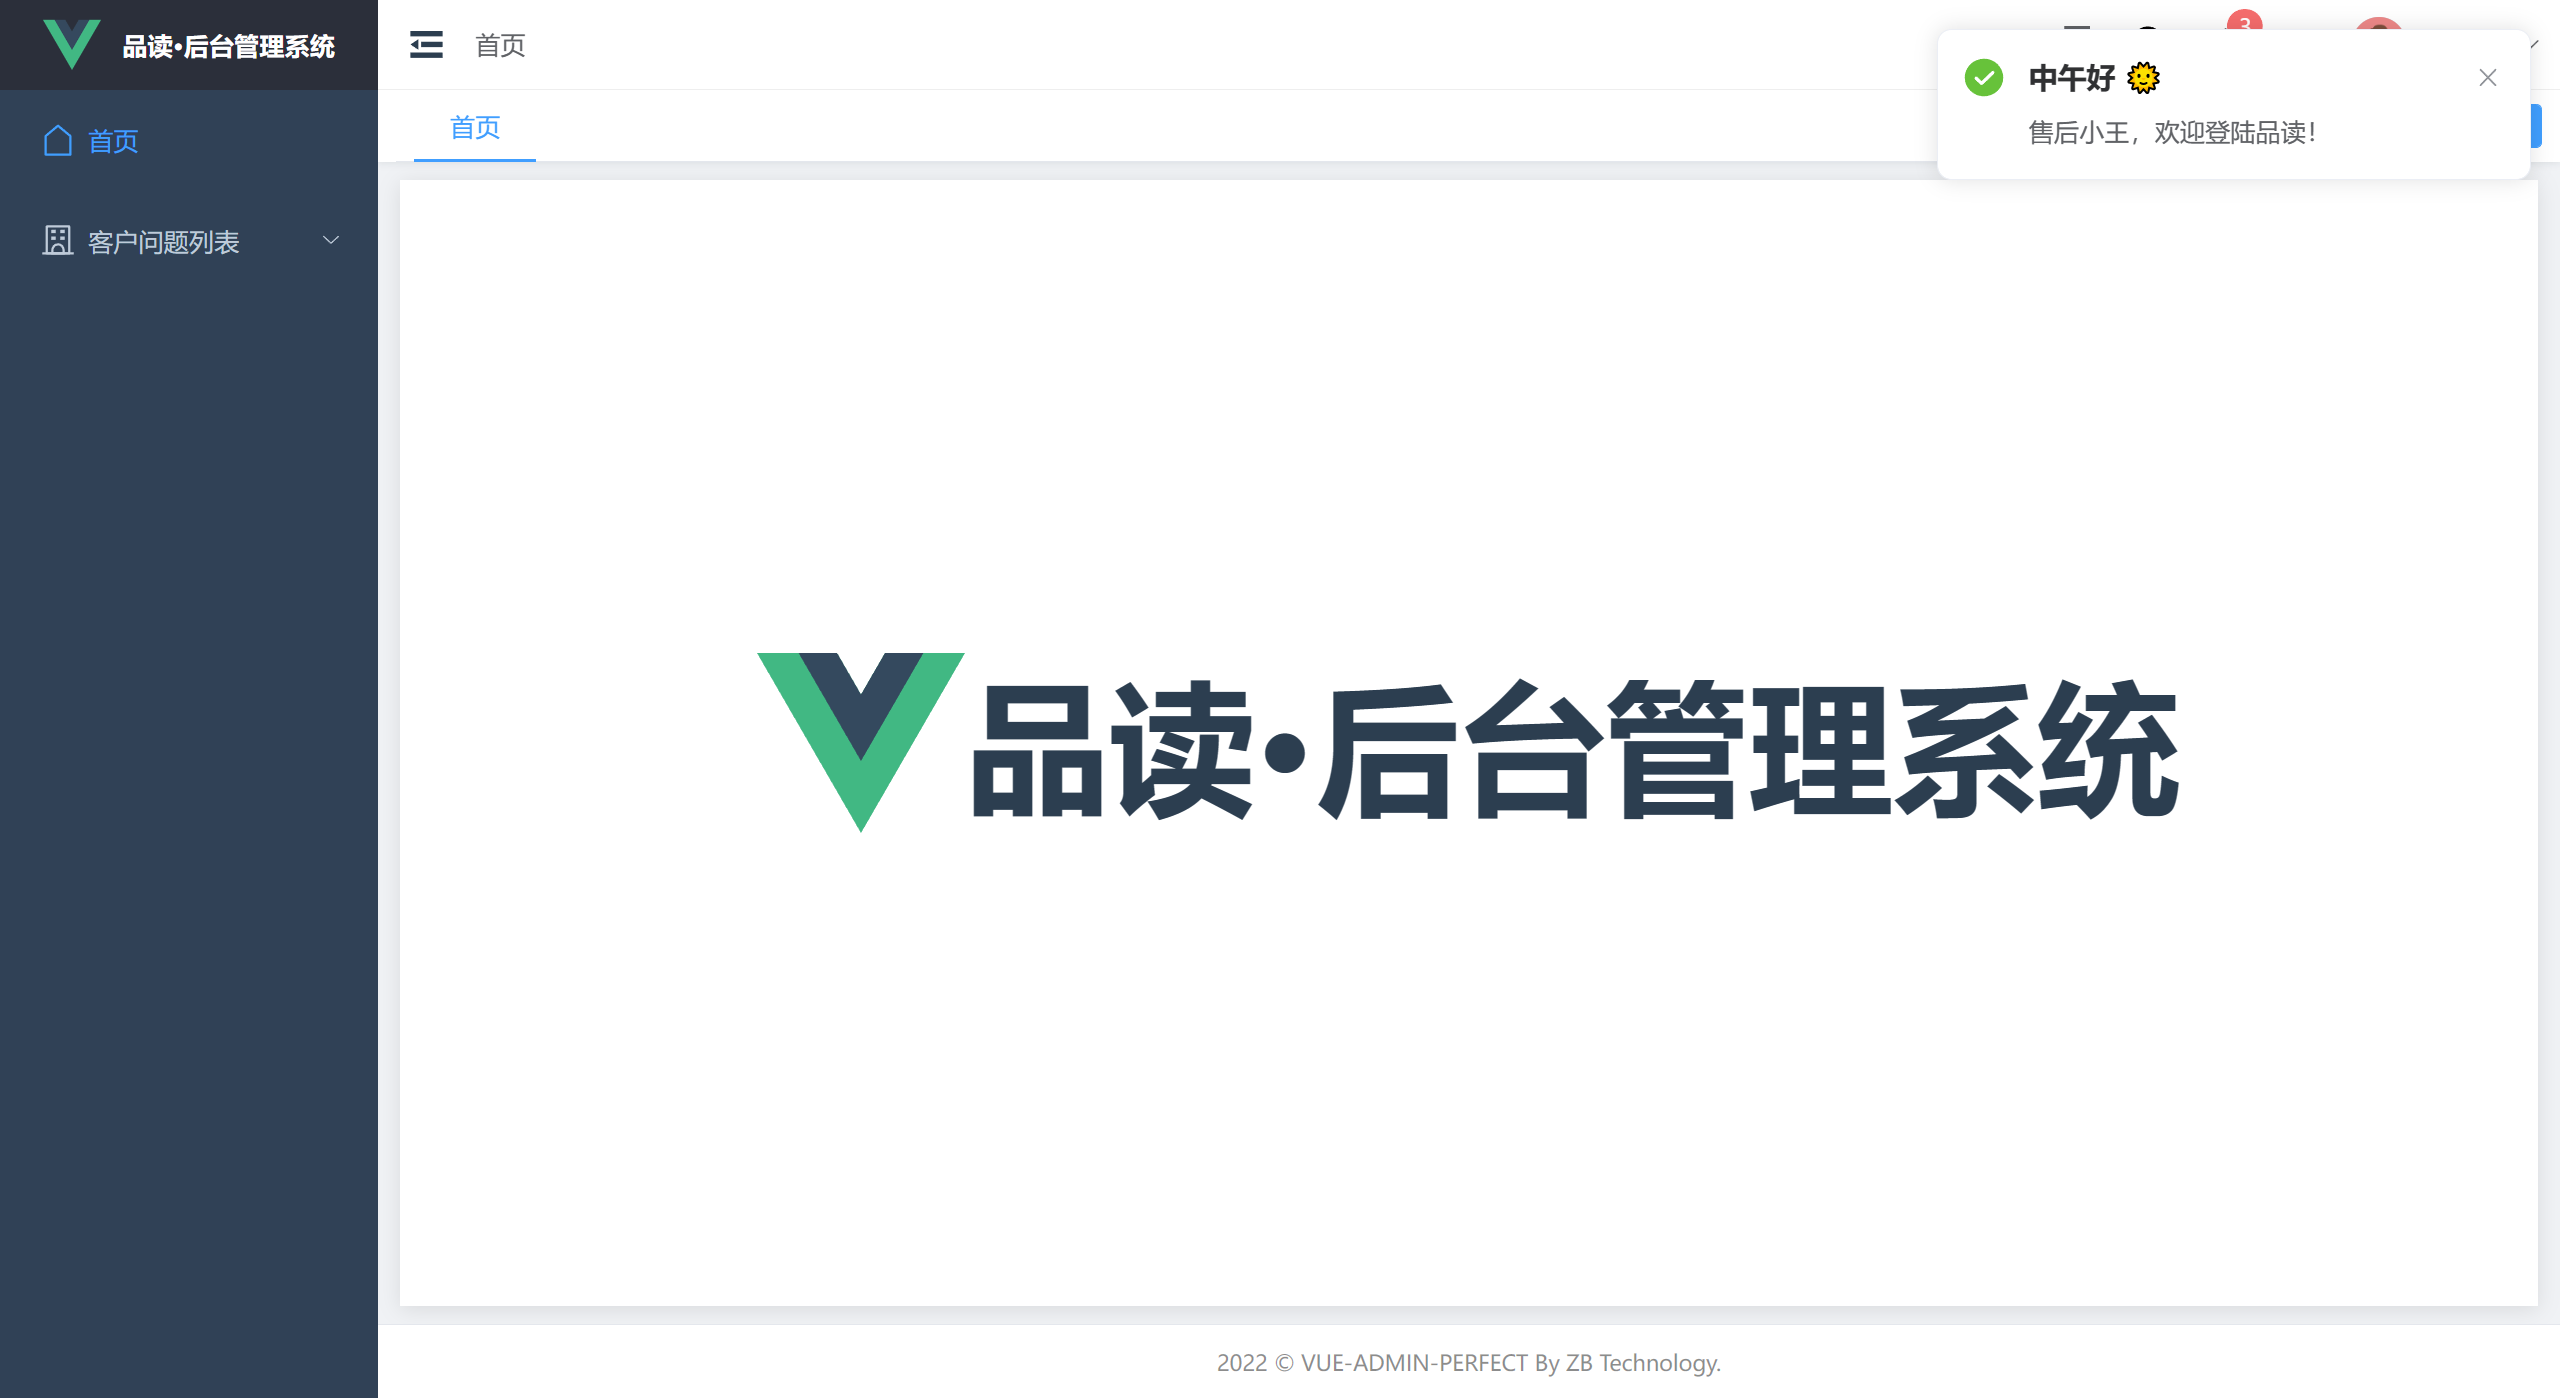 品读•后台管理系统
首页
客户问题列表
首页
3
首页
中午好
售后小王，欢迎登陆品读！
品读•后台管理系统
2022 © VUE-ADMIN-PERFECT By ZB Technology.